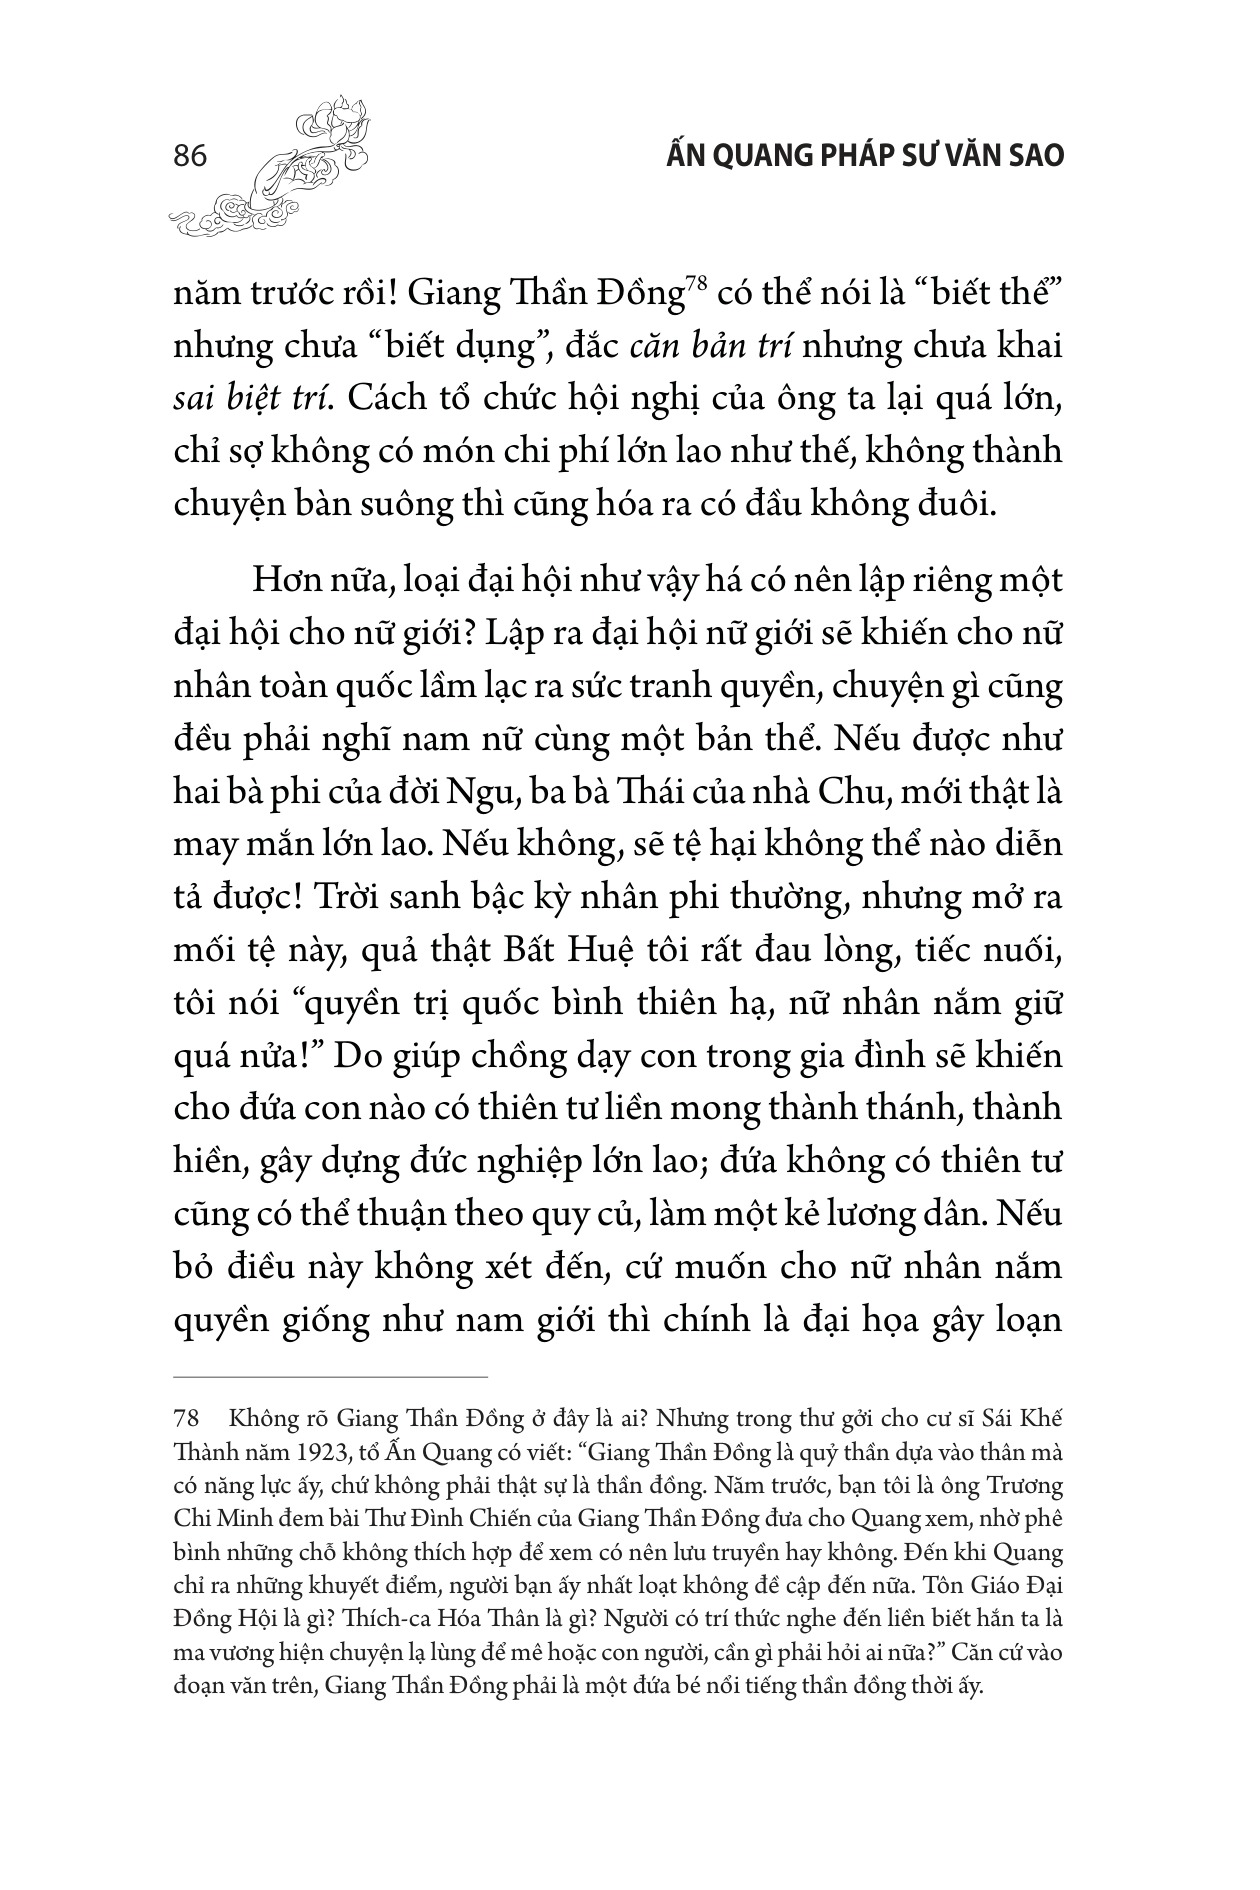 86
ẤN QUANG PHÁP SƯ VĂN SAO
năm trước rồi! Giang Thần Đồng78 có thể nói là “biết thể”
nhưng chưa “biết dụng”, đắc căn bản trí nhưng chưa khai
sai biệt trí. Cách tổ chức hội nghị của ông ta lại quá lớn,
chỉ sợ không có món chi phí lớn lao như thế, không thành
chuyện bàn suông thì cũng hóa ra có đầu không đuôi.
Hơn nữa, loại đại hội như vậy há có nên lập riêng một
đại hội cho nữ giới? Lập ra đại hội nữ giới sẽ khiến cho nữ
nhân toàn quốc lầm lạc ra sức tranh quyền, chuyện gì cũng
đều phải nghĩ nam nữ cùng một bản thể. Nếu được như
hai bà phi của đời Ngu, ba bà Thái của nhà Chu, mới thật là
may mắn lớn lao. Nếu không, sẽ tệ hại không thể nào diễn
tả được! Trời sanh bậc kỳ nhân phi thường, nhưng mở ra
mối tệ này, quả thật Bất Huệ tôi rất đau lòng, tiếc nuối,
tôi nói “quyền trị quốc bình thiên hạ, nữ nhân nắm giữ
quá nửa!” Do giúp chồng dạy con trong gia đình sẽ khiến
cho đứa con nào có thiên tư liền mong thành thánh, thành
hiền, gây dựng đức nghiệp lớn lao; đứa không có thiên tư
cũng có thể thuận theo quy củ, làm một kẻ lương dân. Nếu
bỏ điều này không xét đến, cứ muốn cho nữ nhân nắm
quyền giống như nam giới thì chính là đại họa gây loạn
78 Không rõ Giang Thần Đồng ở đây là ai? Nhưng trong thư gởi cho cư sĩ Sái Khế
Thành năm 1923, tổ Ấn Quang có viết: “Giang Thần Đồng là quỷ thần dựa vào thân mà
có năng lực ấy, chứ không phải thật sự là thần đồng. Năm trước, bạn tôi là ông Trương
Chi Minh đem bài Thư Đình Chiến của Giang Thần Đồng đưa cho Quang xem, nhờ phê
bình những chỗ không thích hợp để xem có nên lưu truyền hay không. Đến khi Quang
chỉ ra những khuyết điểm, người bạn ấy nhất loạt không đề cập đến nữa. Tôn Giáo Đại
Đồng Hội là gì? Thích-ca Hóa Thân là gì? Người có trí thức nghe đến liền biết hắn ta là
ma vương hiện chuyện lạ lùng để mê hoặc con người, cần gì phải hỏi ai nữa?” Căn cứ vào
đoạn văn trên, Giang Thần Đồng phải là một đứa bé nổi tiếng thần đồng thời ấy.